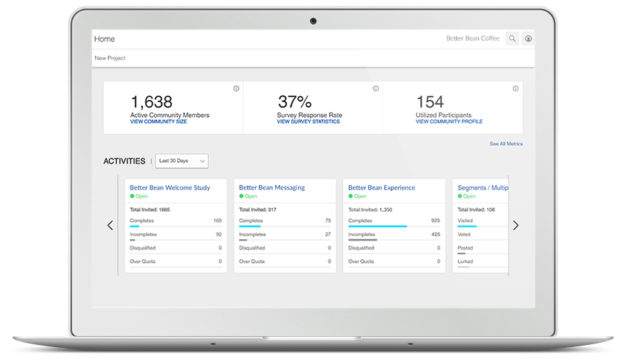 Home
Better Bean Coffee
New Project
1,638
Active Community Members
VIEW COMMUNITY SIZE
37%
Survey Response Rate
VIEW SURVEY STATISTICS
154
Utilized Participants
VIEW COMMUNITY PROFILE
See All Metrics
ACTIVITIES | Last 30 Days
Better Bean Welcome Study
Open
Total Invited: 1665
Completes 169
Incompletes 92
Disqualified 0
Over Quota 0
Better Bean Messaging
Open
Total Invited: 317
Completes 75
Incompletes 27
Disqualified 0
Over Quota 0
Better Bean Experience
Open
Total Invited: 1,350
Completes 925
Incompletes 425
Disqualified 0
Over Quota 0
Segments / Multip
Open
Total Invited: 106
Visited
Voted
Posted
Lurked